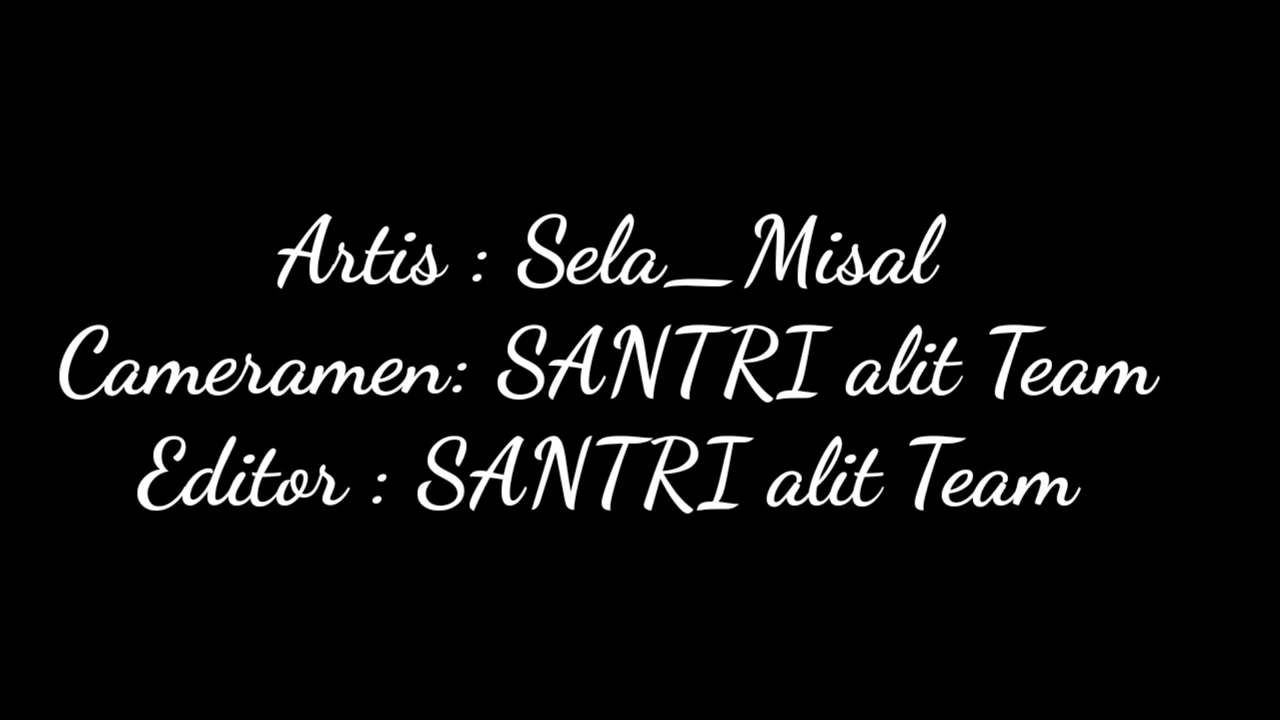 Artis : Sela_Misal
Cameramen: SANTRI alit Team
Editor : SANTRI alit Team